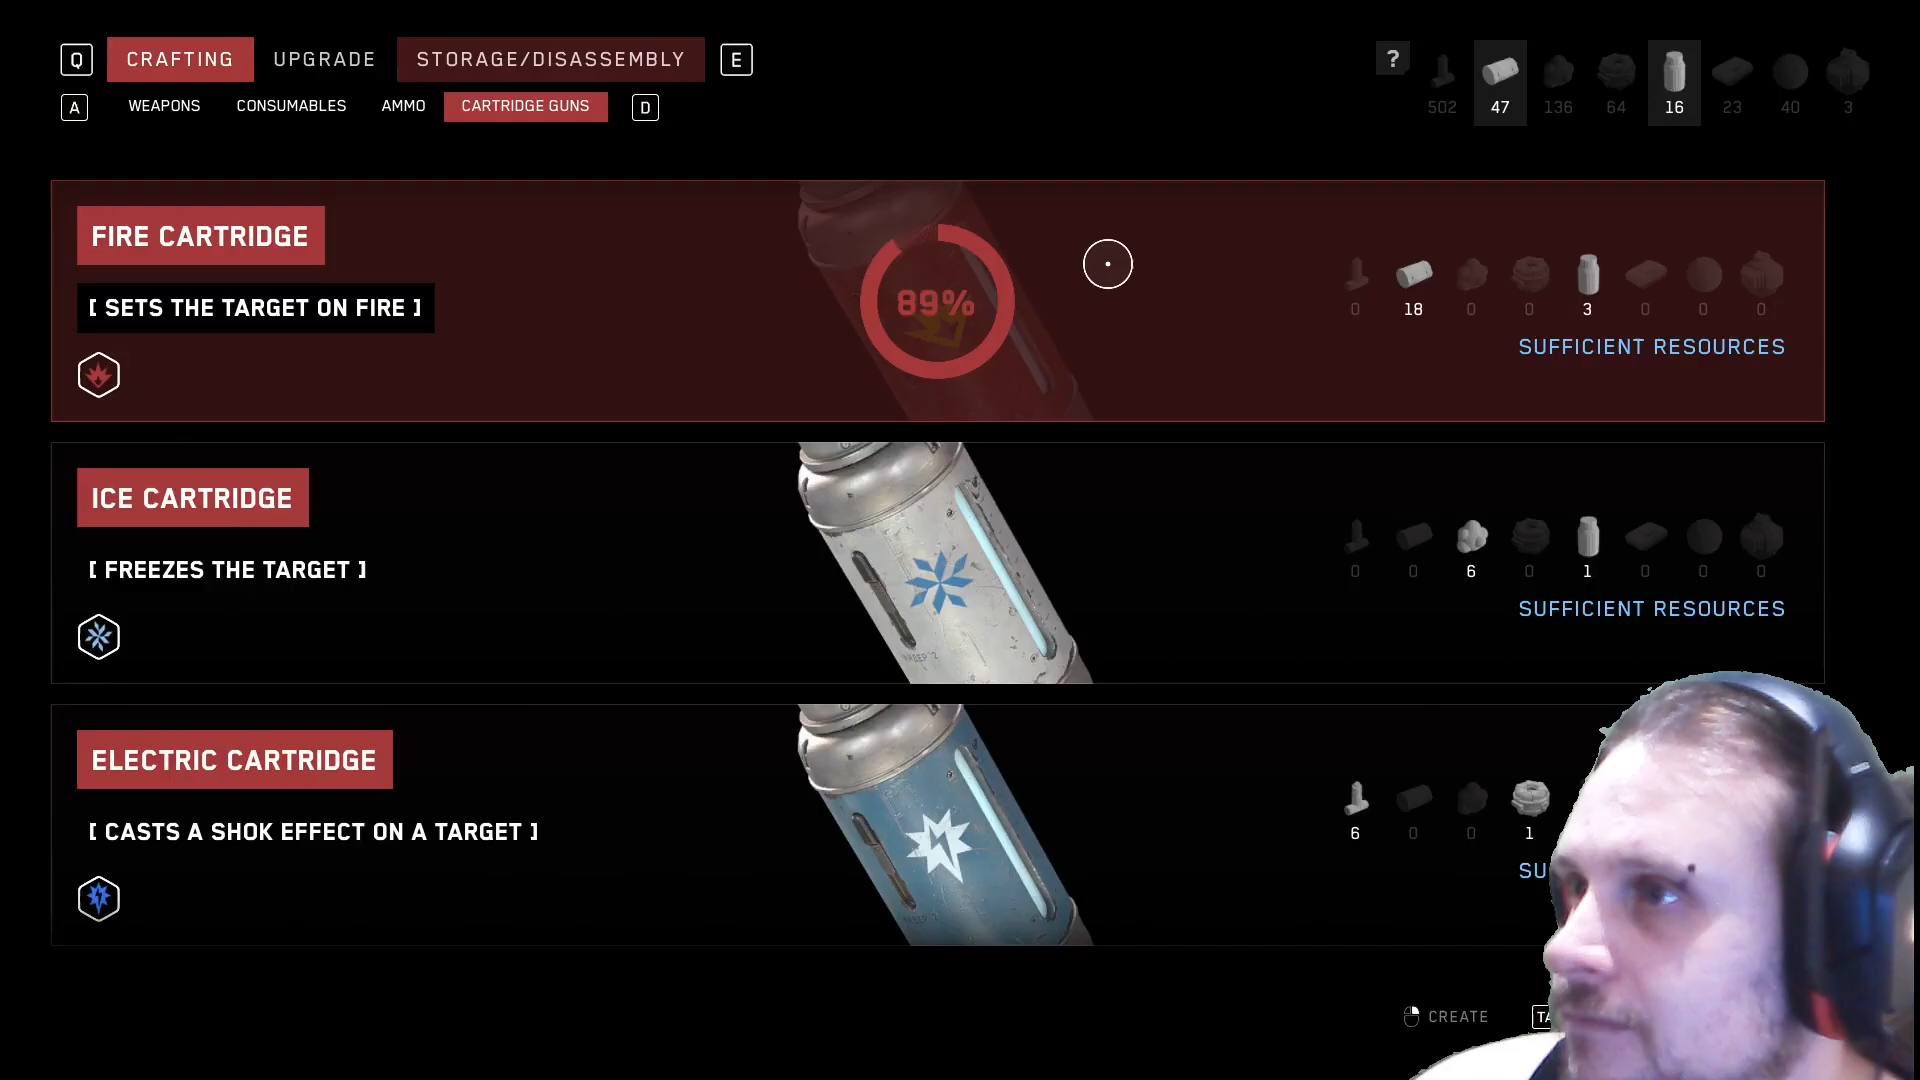 Q CRAFTING UPGRADE STORAGE/DISASSEMBLY E
A WEAPONS CONSUMABLES AMMO CARTRIDGE GUNS D
?
502 47 136 64 16 23 40 3
FIRE CARTRIDGE
[ SETS THE TARGET ON FIRE ]
89%
0 18 0 0 3 0 0 0
SUFFICIENT RESOURCES
ICE CARTRIDGE
[ FREEZES THE TARGET ]
0 0 6 0 1 0 0 0
SUFFICIENT RESOURCES
ELECTRIC CARTRIDGE
[ CASTS A SHOK EFFECT ON A TARGET ]
6 0 0 1
SU
CREATE TA